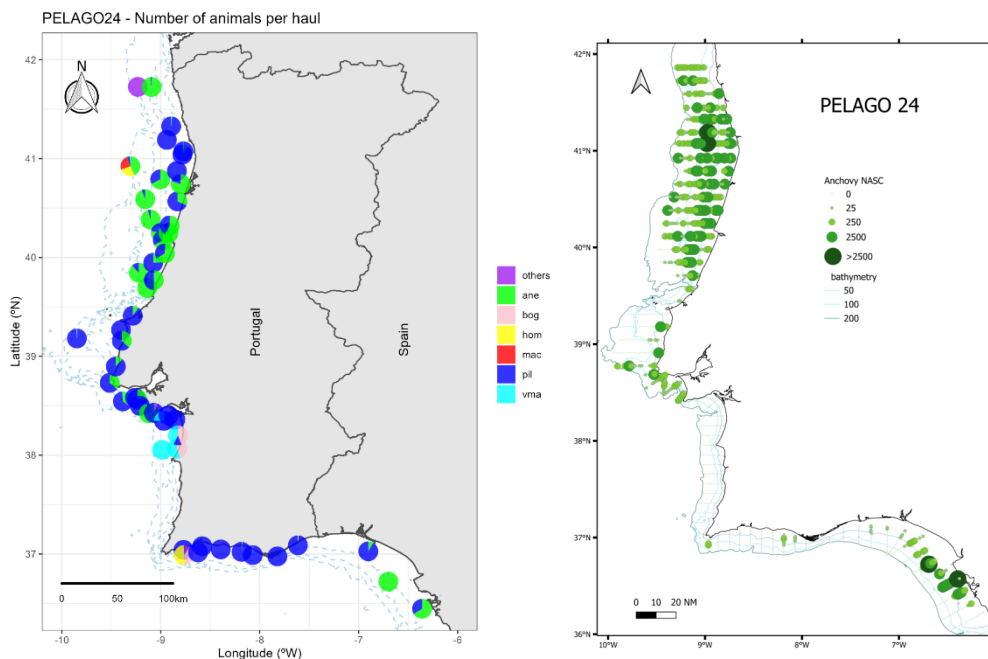 PELAGO24 - Number of animals per haul
N
42
41
40
39
38
37
Latitude (ºN)
Portugal
Spain
0
50
100km
-10
-9
-8
-7
-6
Longitude (ºW)
others
ane
bog
hom
mac
pil
vma
PELAGO 24
Anchovy NASC
0
25
250
2500
>2500
bathymetry
50
100
200
42°N
41°N
40°N
39°N
38°N
37°N
36°N
0
10
20 NM
10°W
9°W
8°W
7°W